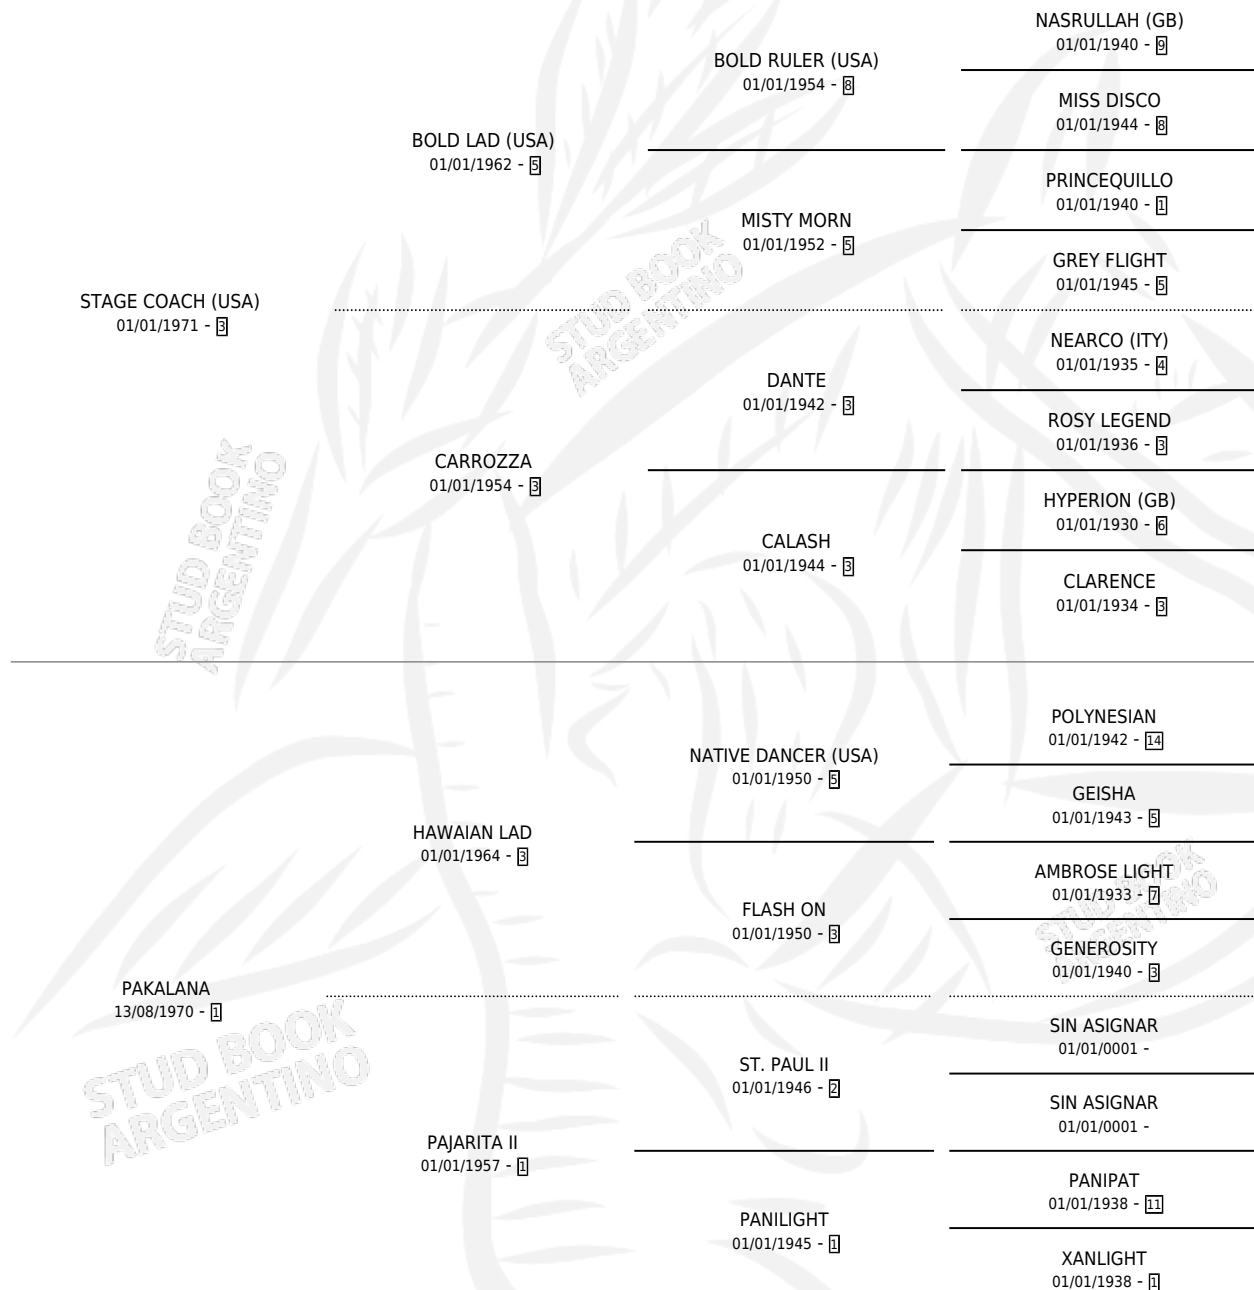 NASRULLAH (GB)
01/01/1940 - 9
BOLD RULER (USA)
01/01/1954 - 8
MISS DISCO
01/01/1944 - 8
BOLD LAD (USA)
01/01/1962 - 5
PRINCEQUILLO
01/01/1940 - 1
MISTY MORN
01/01/1952 - 5
GREY FLIGHT
01/01/1945 - 5
STAGE COACH (USA)
01/01/1971 - 3
NEARCO (ITY)
01/01/1935 - 4
DANTE
01/01/1942 - 3
ROSY LEGEND
01/01/1936 - 3
CARROZZA
01/01/1954 - 3
HYPERION (GB)
01/01/1930 - 6
CALASH
01/01/1944 - 3
CLARENCE
01/01/1934 - 3
POLYNESIAN
01/01/1942 - 14
NATIVE DANCER (USA)
01/01/1950 - 5
GEISHA
01/01/1943 - 5
HAWAIAN LAD
01/01/1964 - 3
AMBROSE LIGHT
01/01/1933 - 7
FLASH ON
01/01/1950 - 3
GENEROSITY
01/01/1940 - 3
PAKALANA
13/08/1970 - 1
SIN ASIGNAR
01/01/0001 -
ST. PAUL II
01/01/1946 - 2
SIN ASIGNAR
01/01/0001 -
PAJARITA II
01/01/1957 - 1
PANIPAT
01/01/1938 - 11
PANILIGHT
01/01/1945 - 1
XANLIGHT
01/01/1938 - 1
STUD BOOK
ARGENTINO
STUD BOOK
ARGENTINO
STUD BOOK
ARGENTINO
STUD BOOK
ARGENTINO